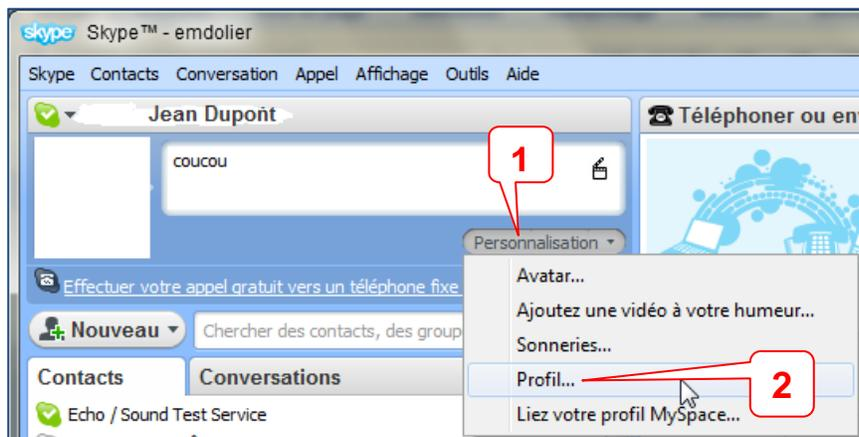 skype Skype™ - emdolier
Skype Contacts Conversation Appel Affichage Outils Aide
Jean Dupont
Téléphoner ou en
coucou
1
Personnalisation
Effectuer votre appel gratuit vers un téléphone fixe
Avatar...
Ajoutez une vidéo à votre humeur...
Sonneries...
Profil...
2
Liez votre profil MySpace...
Nouveau
Chercher des contacts, des group
Contacts
Conversations
Echo / Sound Test Service